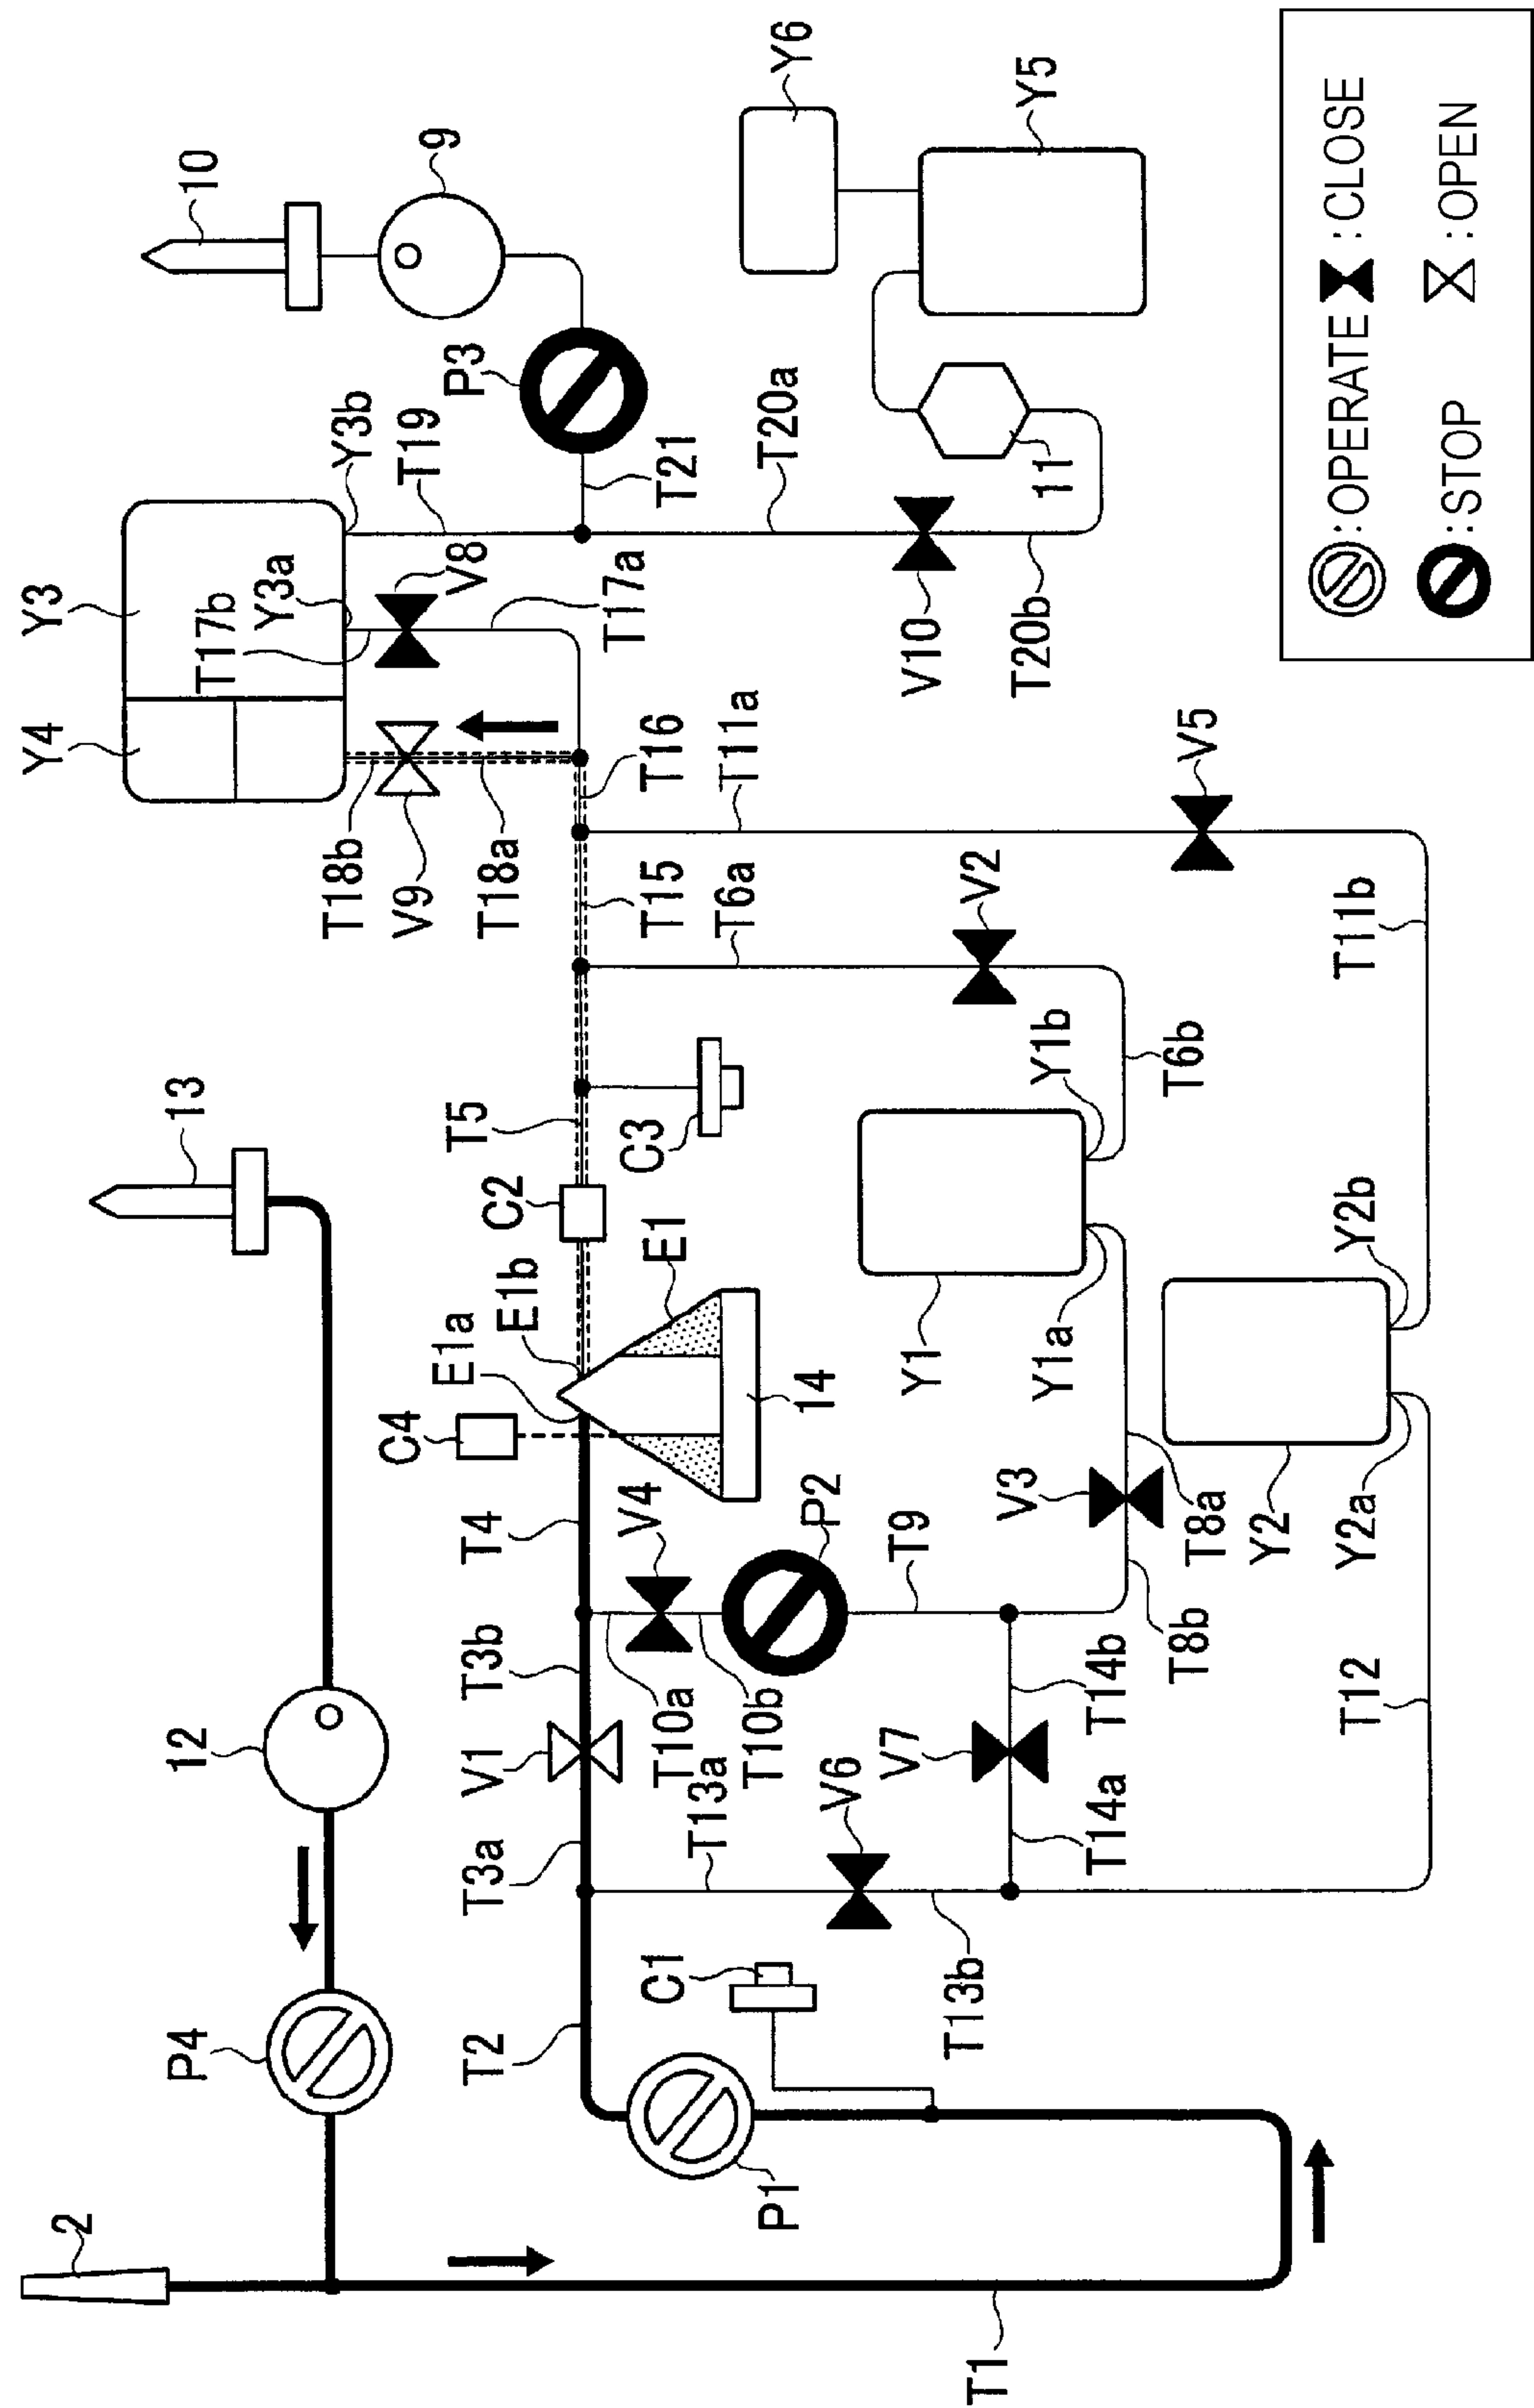 2
P4
12
13
T1
P1
C1
T2
T3a
V1
T3b
T4
C4
E1a
E1b
E1
14
C2
T5
C3
T13a
T13b
V6
T10a
T10b
V4
P2
T9
V7
T14a
T14b
T8b
V3
T8a
T12
Y1
Y1a
Y1b
Y2
Y2a
Y2b
T6b
V2
T6a
T15
T16
T11a
T11b
V5
T18b
V9
T18a
Y4
Y3
T17b
Y3a
V8
T17a
Y3b
T19
T21
P3
9
10
T20a
V10
T20b
11
Y5
Y6
:OPERATE :CLOSE
:STOP :OPEN